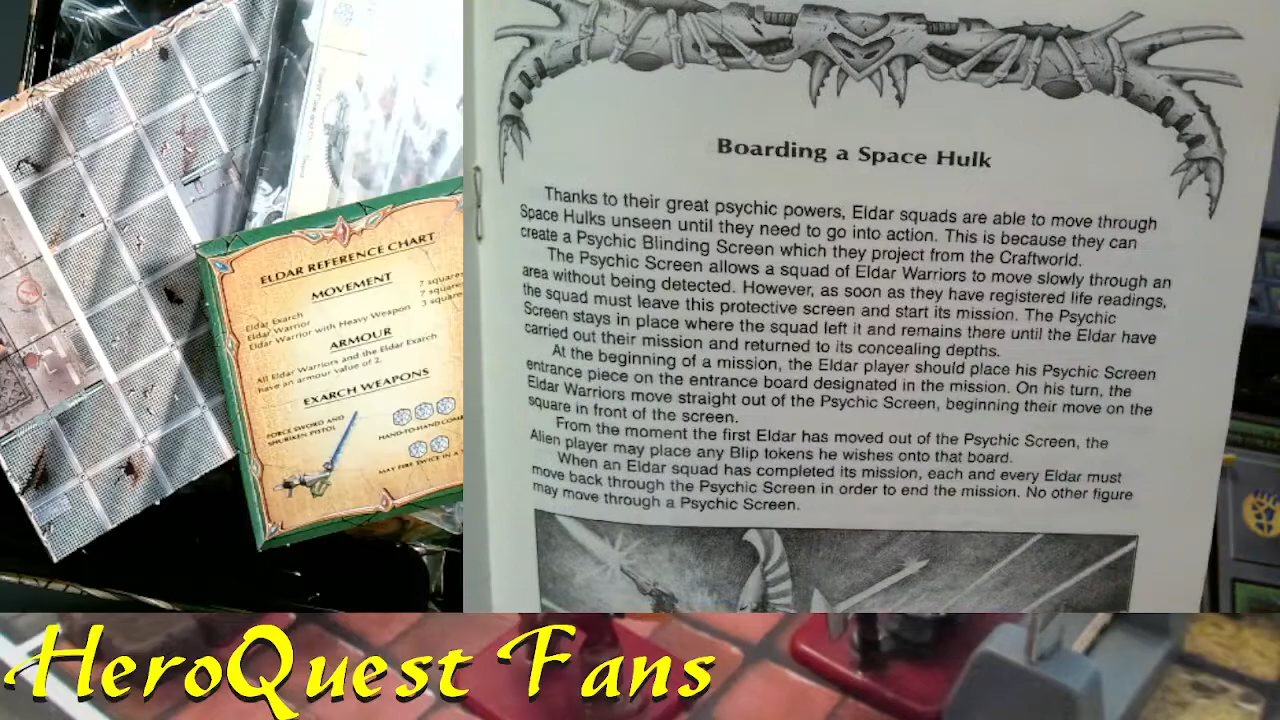 ELDAR REFERENCE CHART
MOVEMENT
Eldar Exarch 7 squares
Eldar Warrior 7 squares
Eldar Warrior with Heavy Weapon 3 squares
ARMOUR
All Eldar Warriors and the Eldar Exarch
have an armour value of 2.
EXARCH WEAPONS
FORCE SWORD AND
SHURIKEN PISTOL
HAND-TO-HAND
MAY FIRE TWICE IN A
Boarding a Space Hulk
Thanks to their great psychic powers, Eldar squads are able to move through
Space Hulks unseen until they need to go into action. This is because they can
create a Psychic Blinding Screen which they project from the Craftworld.
The Psychic Screen allows a squad of Eldar Warriors to move slowly through an
area without being detected. However, as soon as they have registered life readings,
the squad must leave this protective screen and start its mission. The Psychic
Screen stays in place where the squad left it and remains there until the Eldar have
carried out their mission and returned to its concealing depths.
At the beginning of a mission, the Eldar player should place his Psychic Screen
entrance piece on the entrance board designated in the mission. On his turn, the
Eldar Warriors move straight out of the Psychic Screen, beginning their move on the
square in front of the screen.
From the moment the first Eldar has moved out of the Psychic Screen, the
Alien player may place any Blip tokens he wishes onto that board.
When an Eldar squad has completed its mission, each and every Eldar must
move back through the Psychic Screen in order to end the mission. No other figure
may move through a Psychic Screen.
HeroQuest Fans